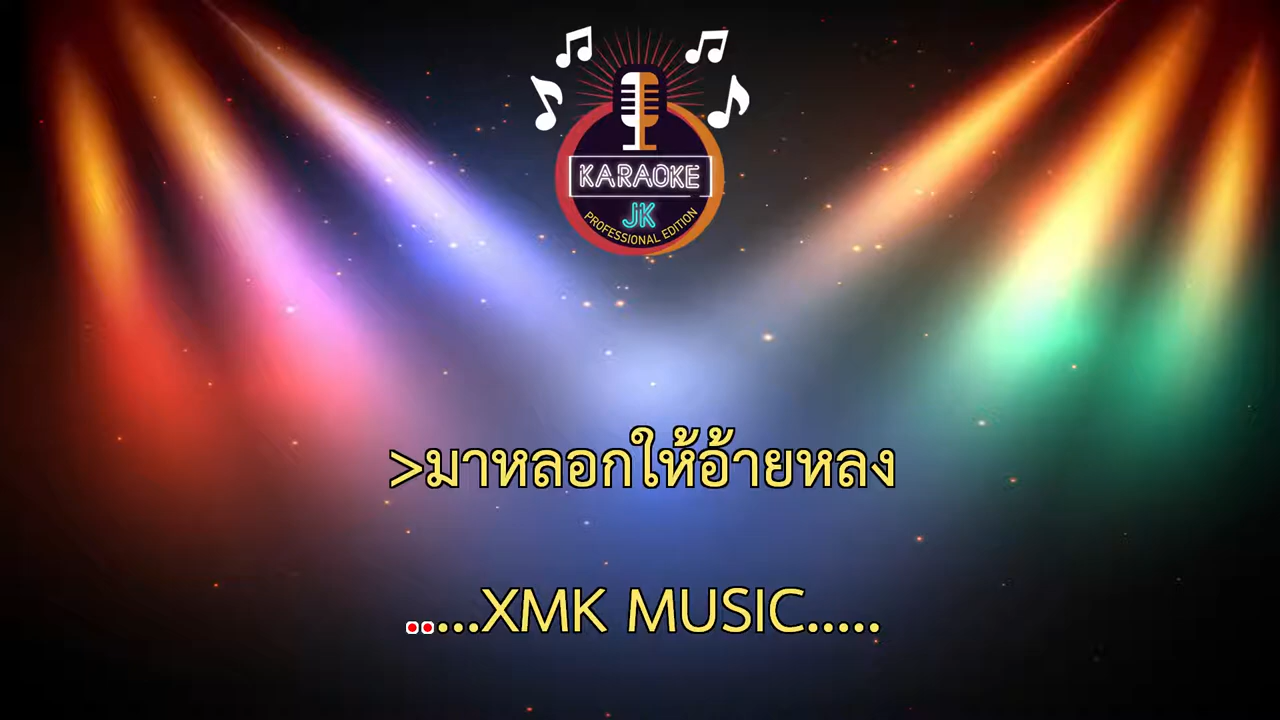 KARAOKE
JK
PROFESSIONAL EDITION
>มาหลอกให้อ้ายหลง
.....XMK MUSIC.....